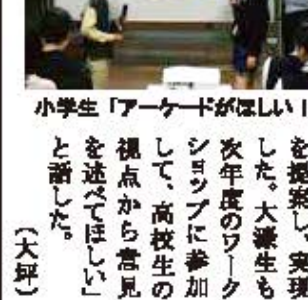 小学生「アーケードがほしい
を提案し、実現
した。大濠生も
次年度のワーク
ショップに参加
して、高校生の
視点から意見
を述べてほしい」
と話した。
（大坪）